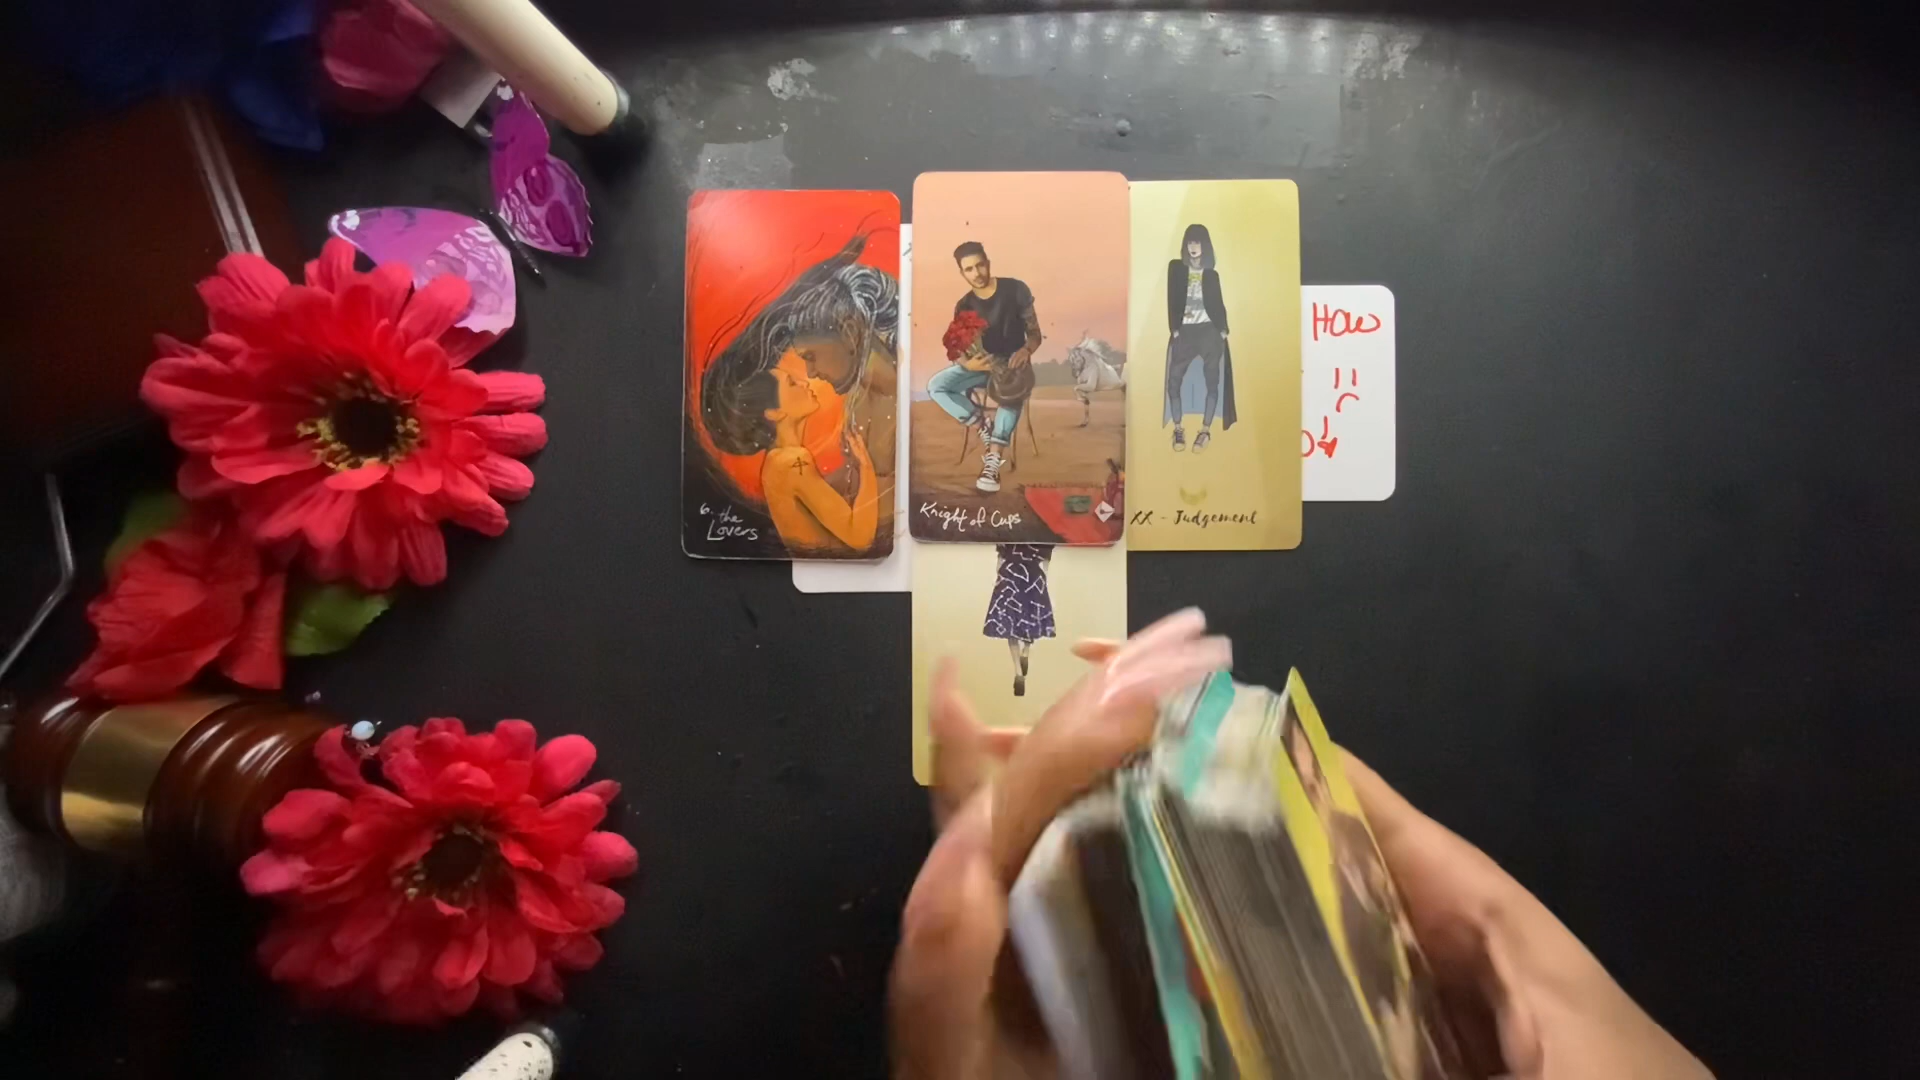 6. the
Lovers
Knight of Cups
XX - Judgement
How